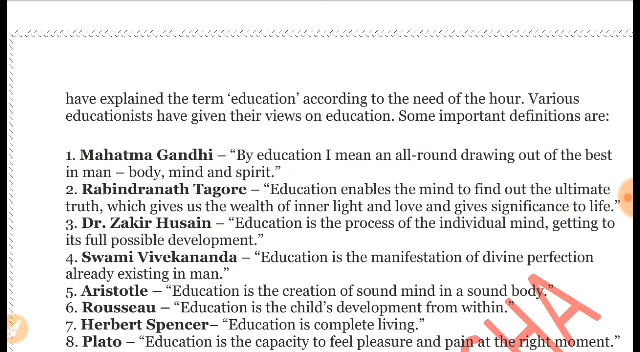 have explained the term ‘education’ according to the need of the hour. Various
educationists have given their views on education. Some important definitions are:
1. Mahatma Gandhi – “By education I mean an all-round drawing out of the best
in man – body, mind and spirit.”
2. Rabindranath Tagore – “Education enables the mind to find out the ultimate
truth, which gives us the wealth of inner light and love and gives significance to life.”
3. Dr. Zakir Husain – “Education is the process of the individual mind, getting to
its full possible development.”
4. Swami Vivekananda – “Education is the manifestation of divine perfection
already existing in man.”
5. Aristotle – “Education is the creation of sound mind in a sound body.”
6. Rousseau – “Education is the child’s development from within.”
7. Herbert Spencer– “Education is complete living.”
8. Plato – “Education is the capacity to feel pleasure and pain at the right moment.”